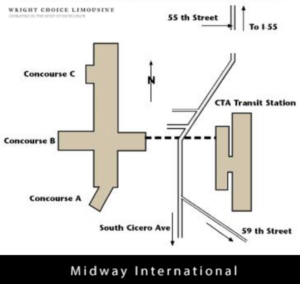 WRIGHT CHOICE LIMOUSINE
55 th Street
To I-55
Concourse C
N
CTA Transit Station
Concourse B
Concourse A
South Cicero Ave
59 th Street
Midway International